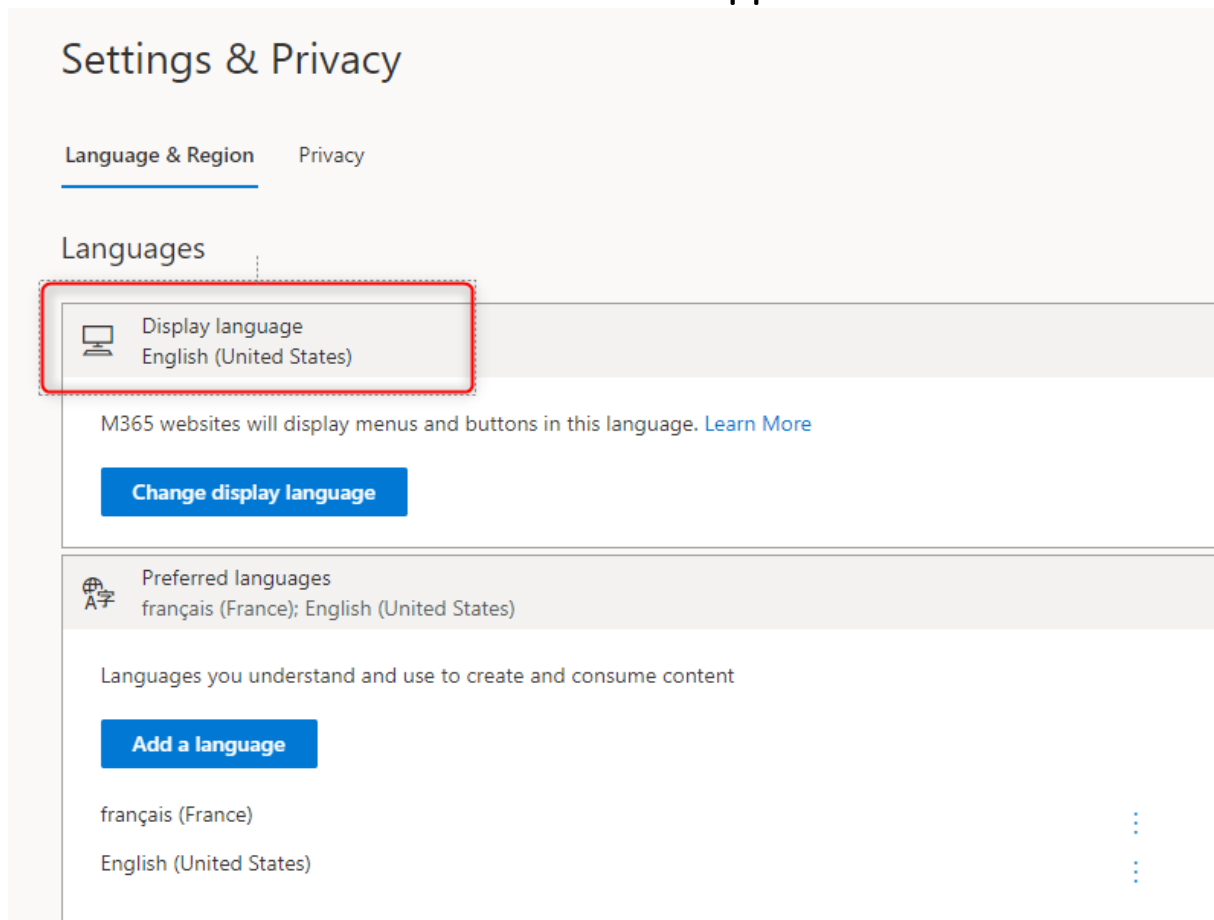 Settings & Privacy
Language & Region Privacy
Languages
Display language
English (United States)
M365 websites will display menus and buttons in this language. Learn More
Change display language
Preferred languages
français (France); English (United States)
Languages you understand and use to create and consume content
Add a language
français (France)
English (United States)